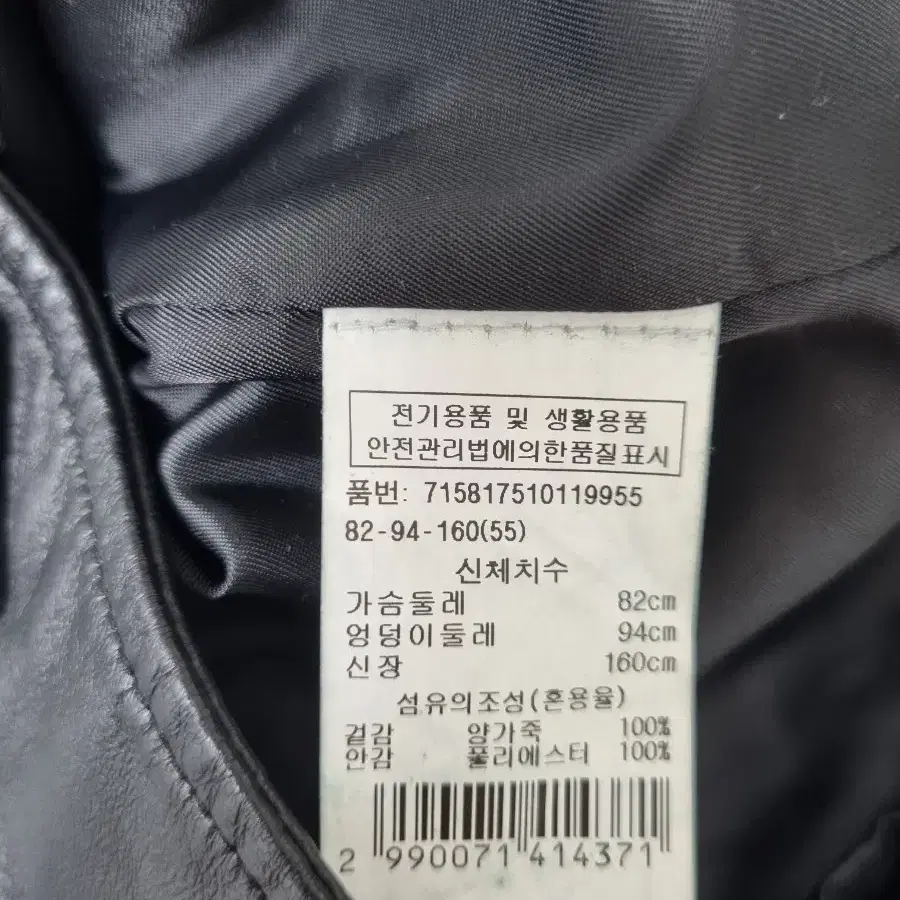 전기용품 및 생활용품
안전관리법에의한품질표시
품번: 715817510119955
82-94-160(55)
신체치수
가슴둘레 82cm
엉덩이둘레 94cm
신장 160cm
섬유의조성(혼용율)
겉감 양가죽 100%
안감 폴리에스터 100%
2 990071 414371